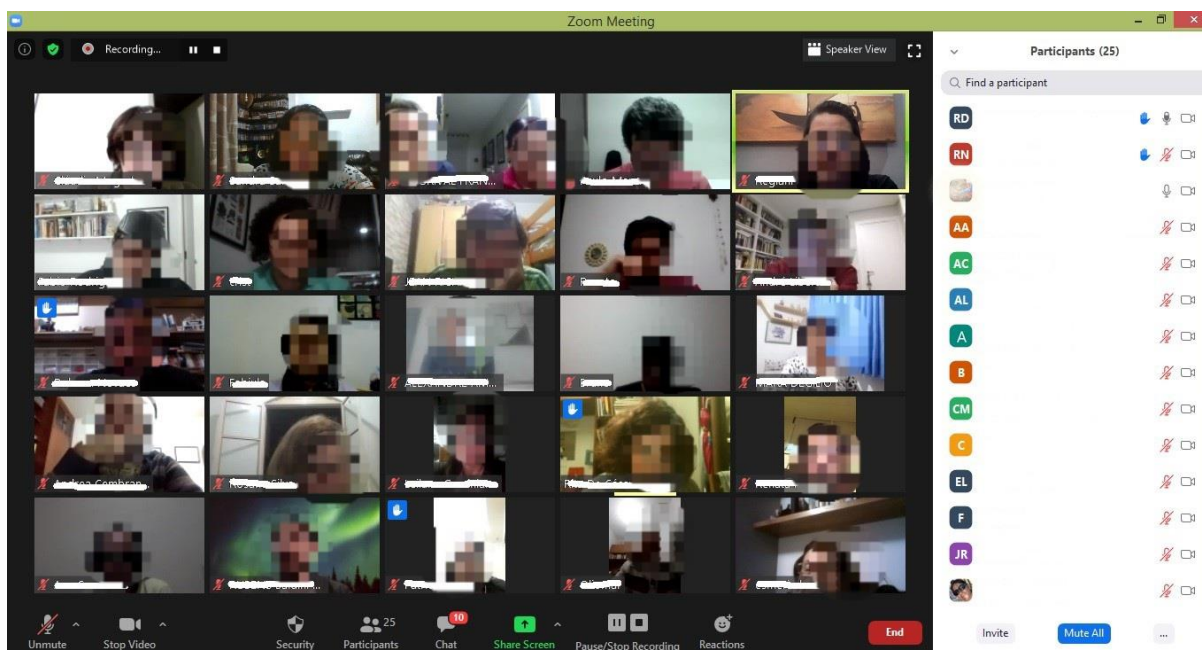 Zoom Meeting
Recording...
Speaker View
Participants (25)
Find a participant
RD
RN
AA
AC
AL
A
B
CM
C
EL
F
JR
Unmute
Stop Video
Security
25
Participants
10
Chat
Share Screen
Pause/Stop Recording
Reactions
End
Invite
Mute All
...